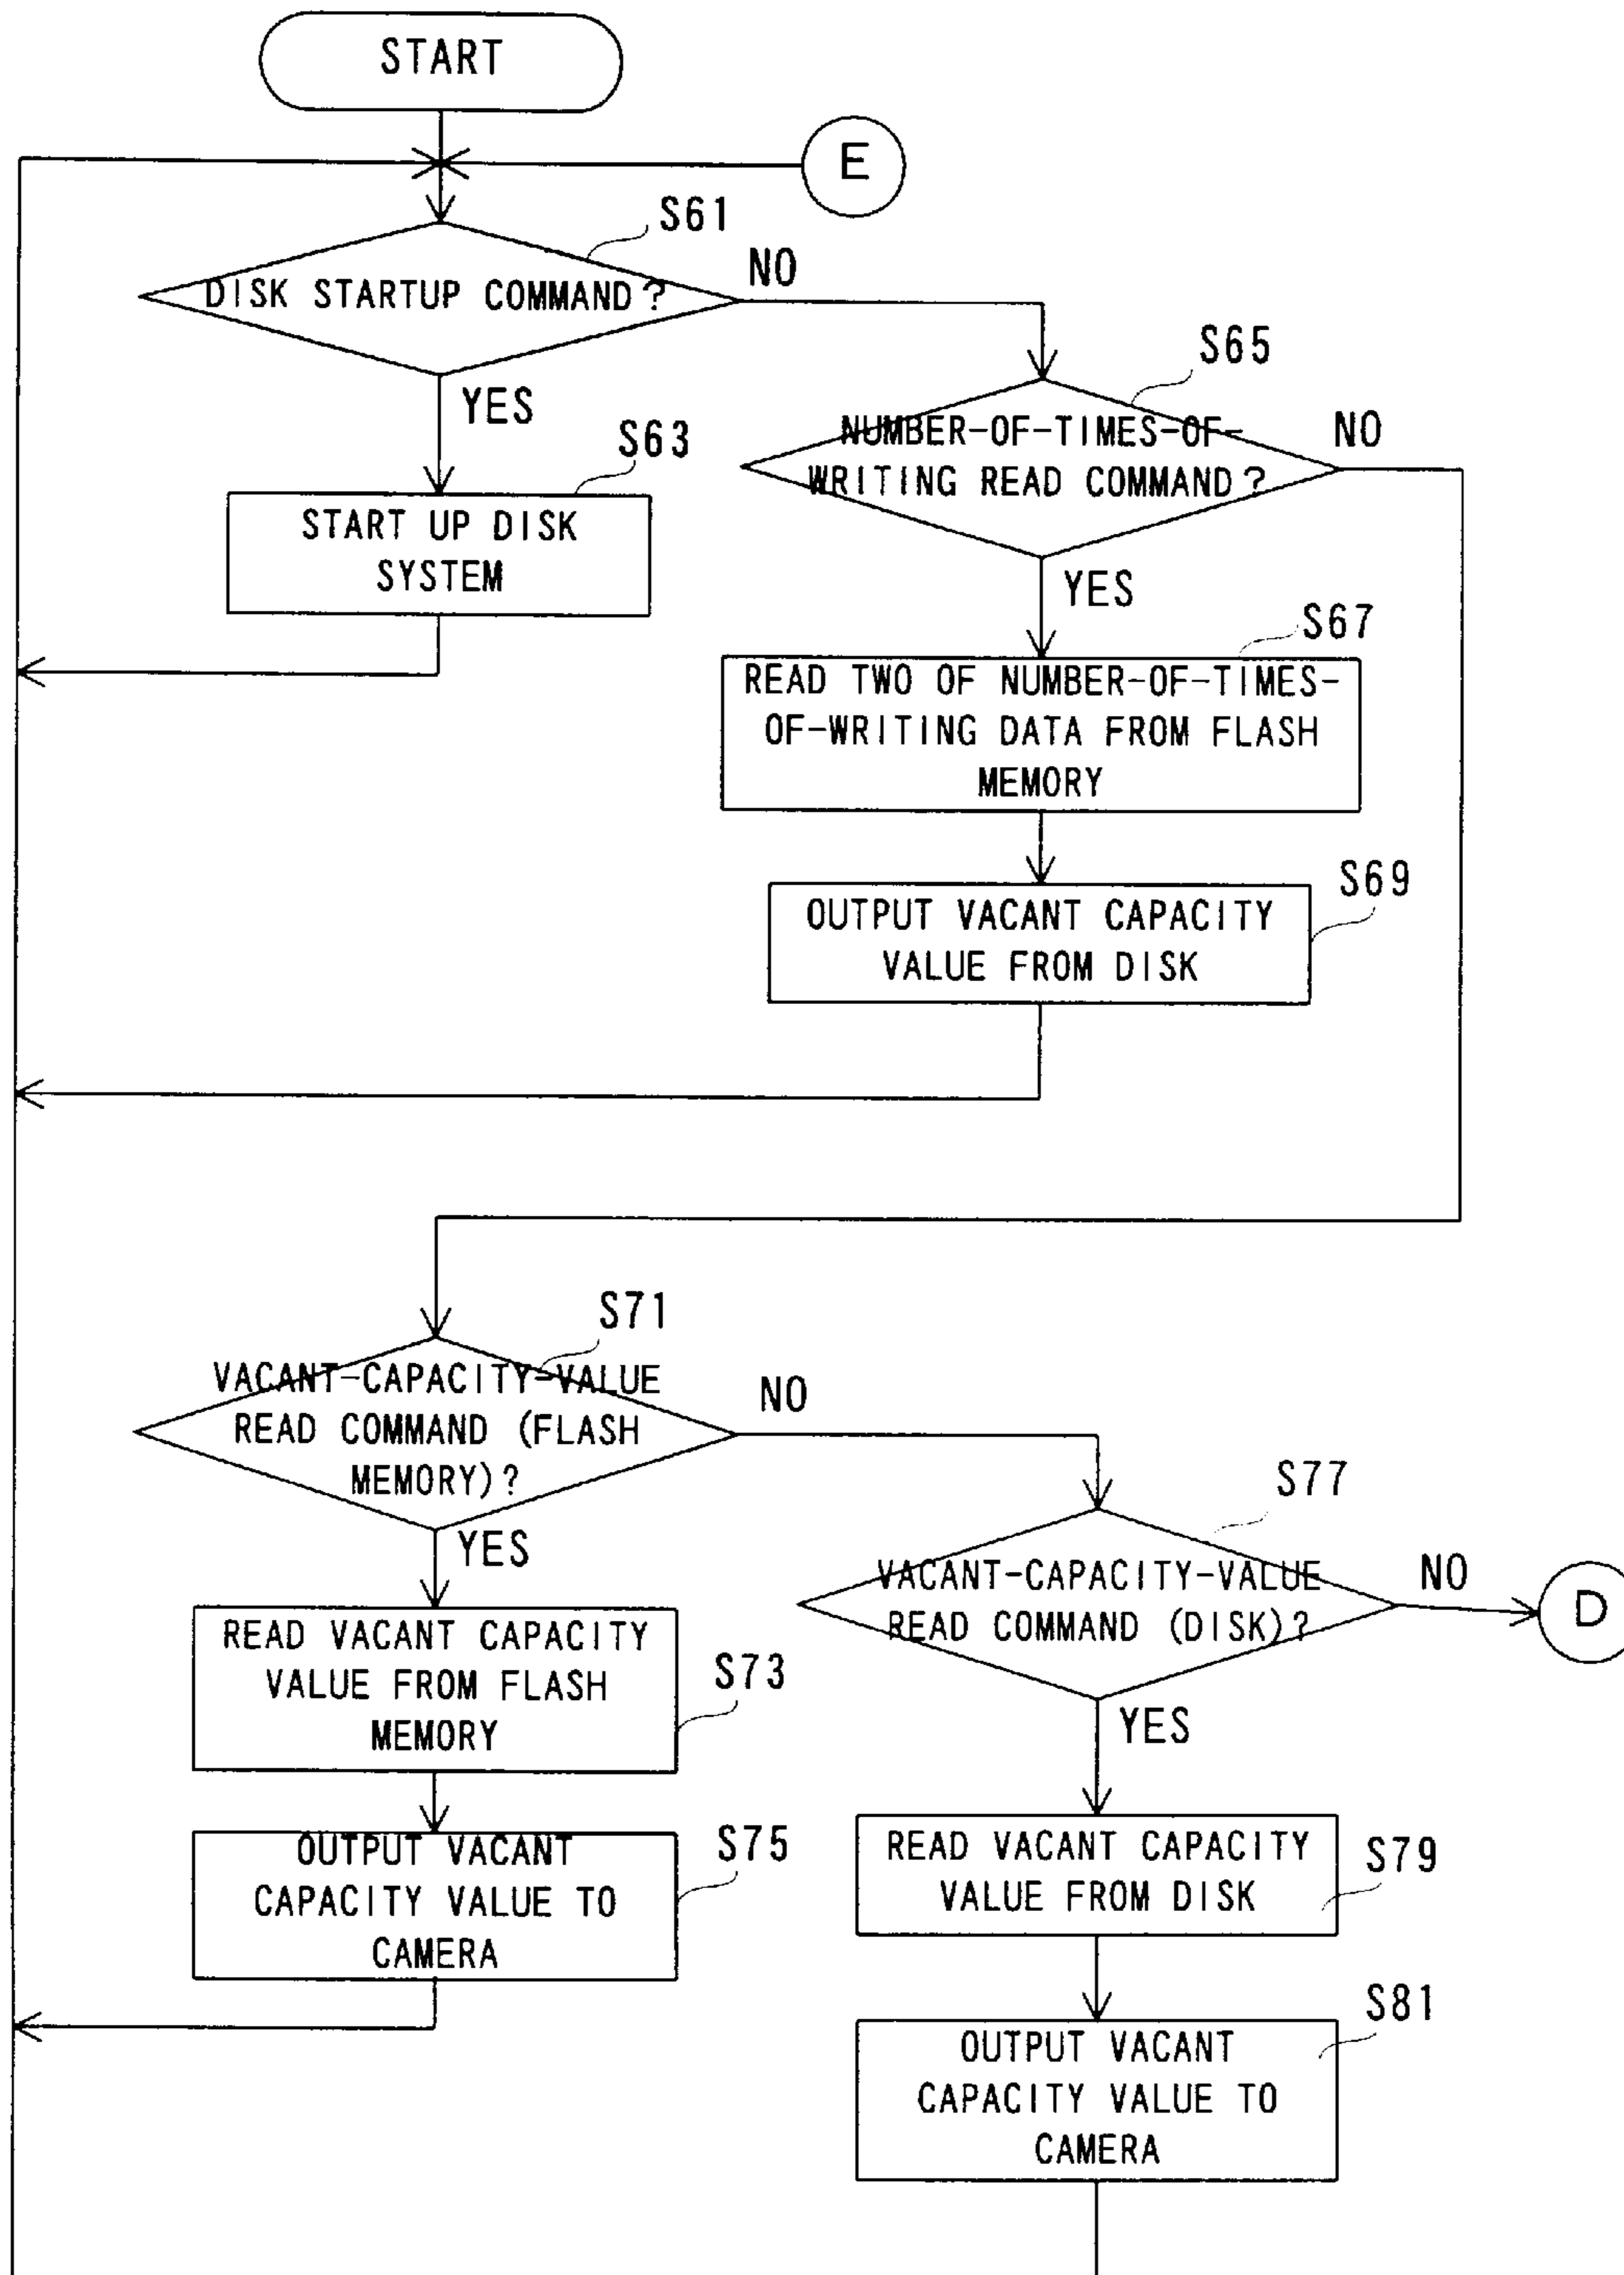 START
E
S61
DISK STARTUP COMMAND?
NO
YES
S65
NUMBER-OF-TIMES-OF-
WRITING READ COMMAND?
NO
YES
S63
START UP DISK
SYSTEM
S67
READ TWO OF NUMBER-OF-TIMES-
OF-WRITING DATA FROM FLASH
MEMORY
S69
OUTPUT VACANT CAPACITY
VALUE FROM DISK
S71
VACANT-CAPACITY-VALUE
READ COMMAND (FLASH
MEMORY)?
NO
YES
S77
VACANT-CAPACITY-VALUE
READ COMMAND (DISK)?
NO
D
YES
S73
READ VACANT CAPACITY
VALUE FROM FLASH
MEMORY
S75
OUTPUT VACANT
CAPACITY VALUE TO
CAMERA
S79
READ VACANT CAPACITY
VALUE FROM DISK
S81
OUTPUT VACANT
CAPACITY VALUE TO
CAMERA